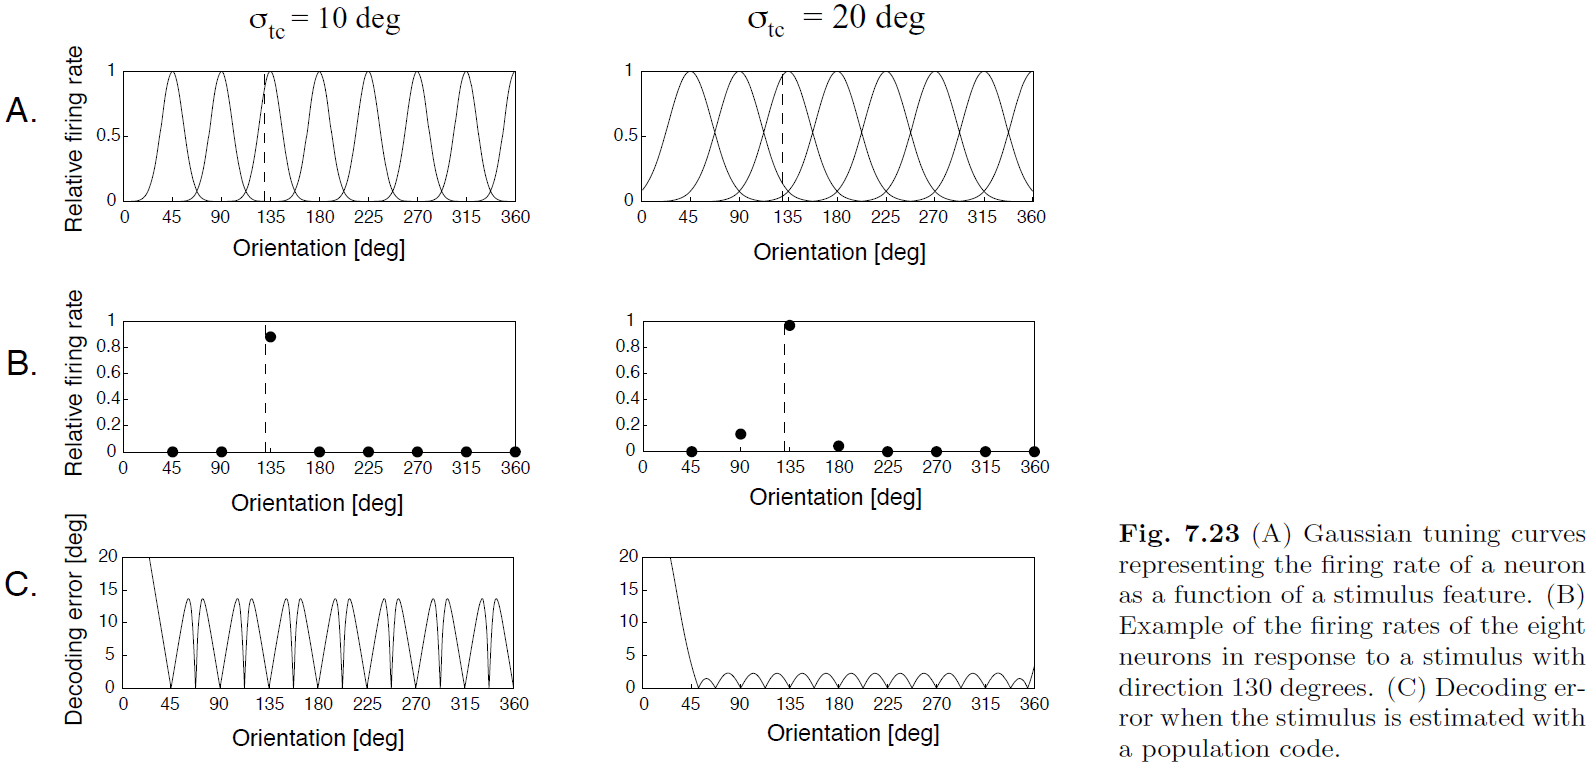 σtc = 10 deg
σtc = 20 deg
A.
Relative firing rate
1
0.5
0
0 45 90 135 180 225 270 315 360
Orientation [deg]
1
0.5
0
0 45 90 135 180 225 270 315 360
Orientation [deg]
B.
Relative firing rate
1
0.8
0.6
0.4
0.2
0
0 45 90 135 180 225 270 315 360
Orientation [deg]
1
0.8
0.6
0.4
0.2
0
0 45 90 135 180 225 270 315 360
Orientation [deg]
C.
Decoding error [deg]
20
15
10
5
0
0 45 90 135 180 225 270 315 360
Orientation [deg]
20
15
10
5
0
0 45 90 135 180 225 270 315 360
Orientation [deg]
Fig. 7.23 (A) Gaussian tuning curves
representing the firing rate of a neuron
as a function of a stimulus feature. (B)
Example of the firing rates of the eight
neurons in response to a stimulus with
direction 130 degrees. (C) Decoding er-
ror when the stimulus is estimated with
a population code.